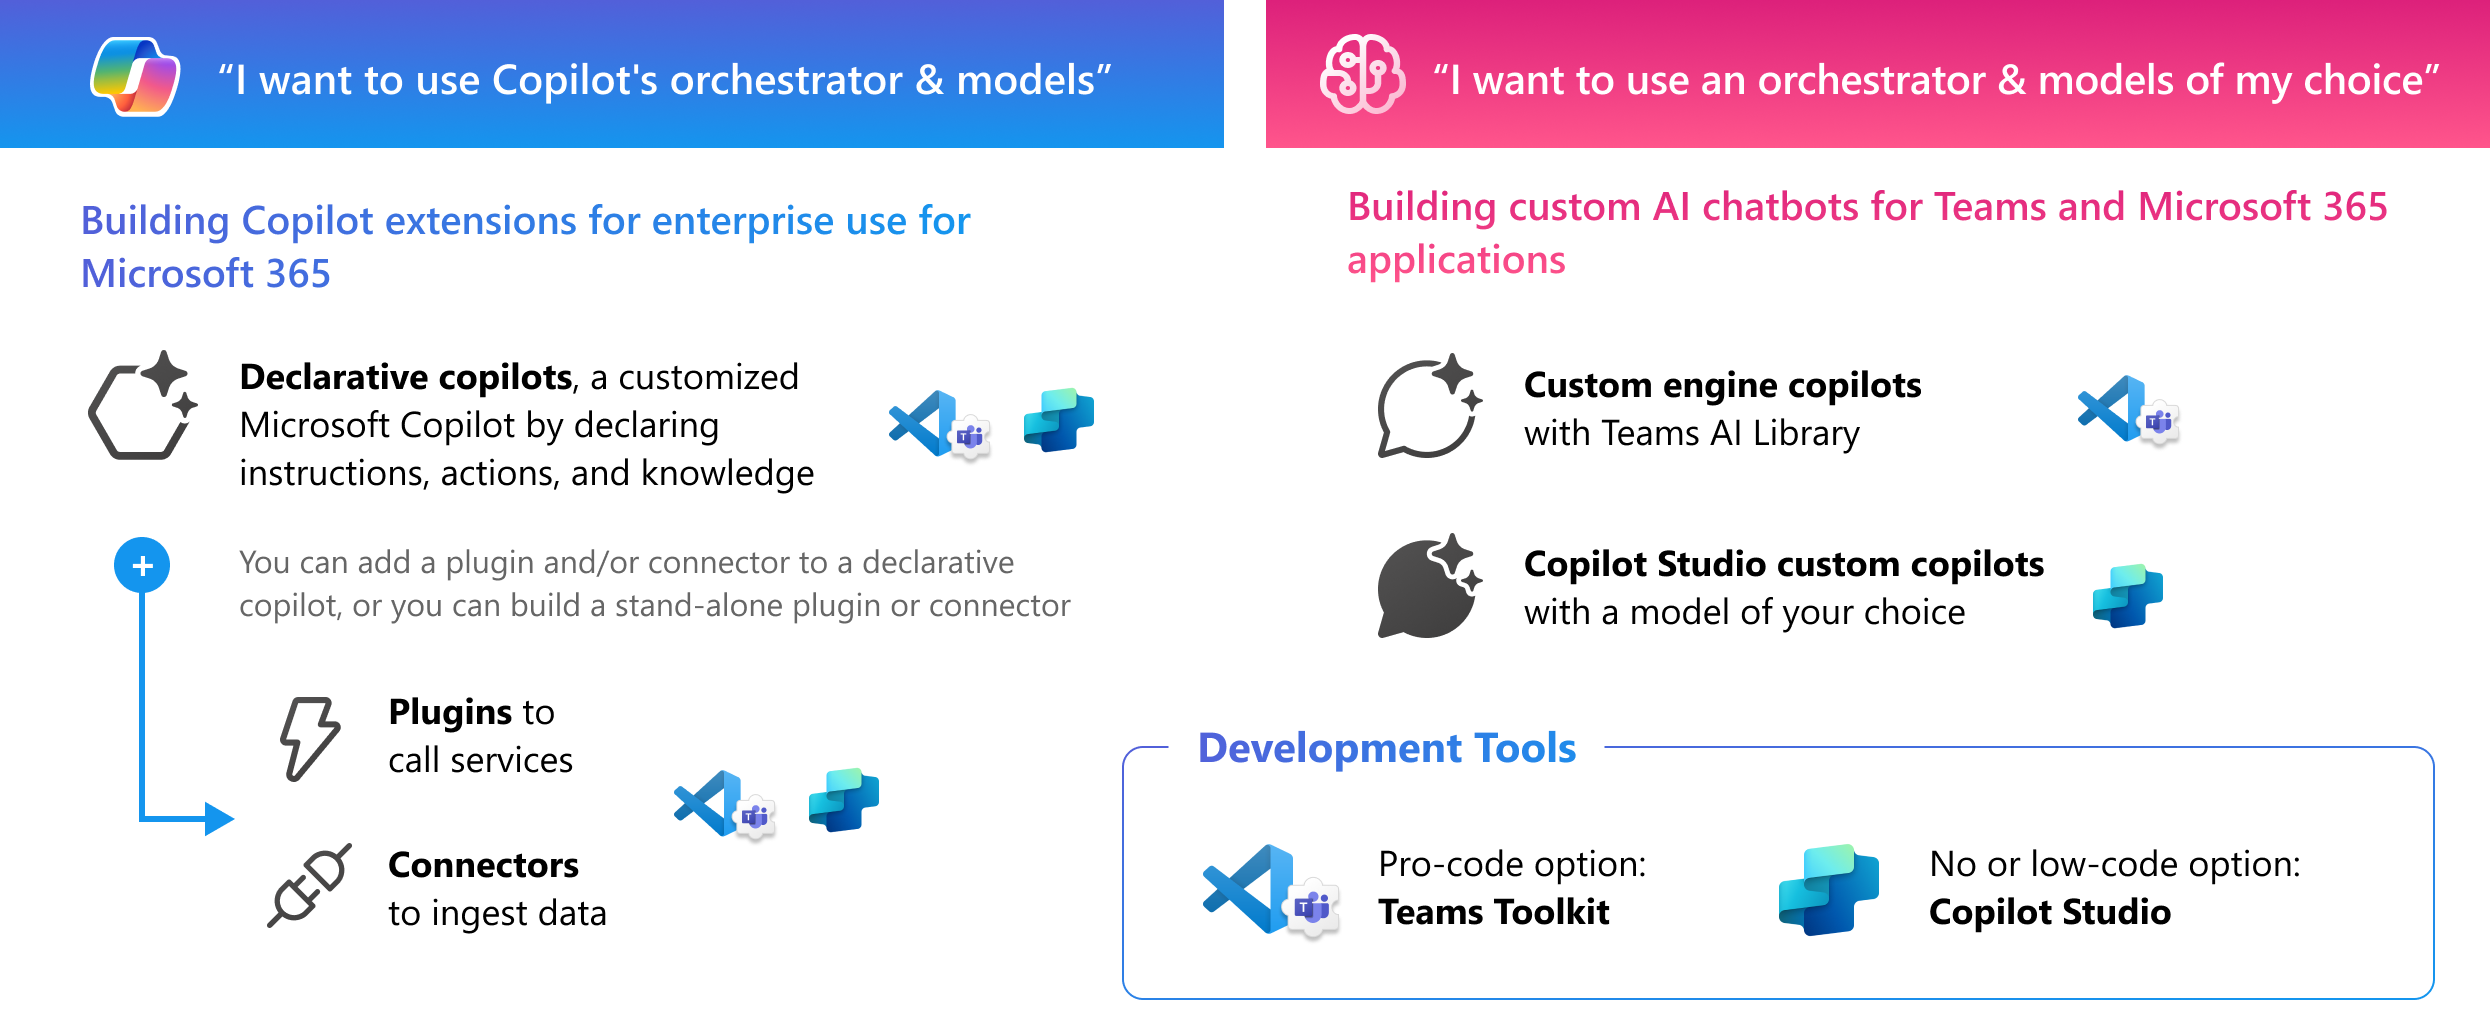 “I want to use Copilot's orchestrator & models”
Building Copilot extensions for enterprise use for
Microsoft 365
Declarative copilots, a customized
Microsoft Copilot by declaring
instructions, actions, and knowledge
You can add a plugin and/or connector to a declarative
copilot, or you can build a stand-alone plugin or connector
Plugins to
call services
Connectors
to ingest data
“I want to use an orchestrator & models of my choice”
Building custom AI chatbots for Teams and Microsoft 365
applications
Custom engine copilots
with Teams AI Library
Copilot Studio custom copilots
with a model of your choice
Development Tools
Pro-code option:
Teams Toolkit
No or low-code option:
Copilot Studio